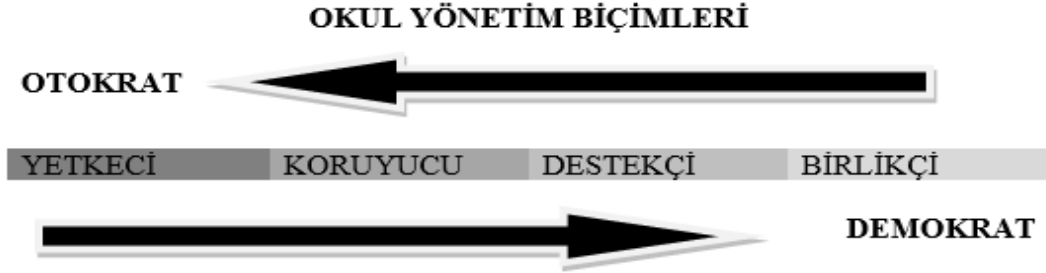 OKUL YÖNETİM BİÇİMLERİ
OTOKRAT
YETKECİ KORUYUCU DESTEKÇİ BİRLİKÇİ
DEMOKRAT